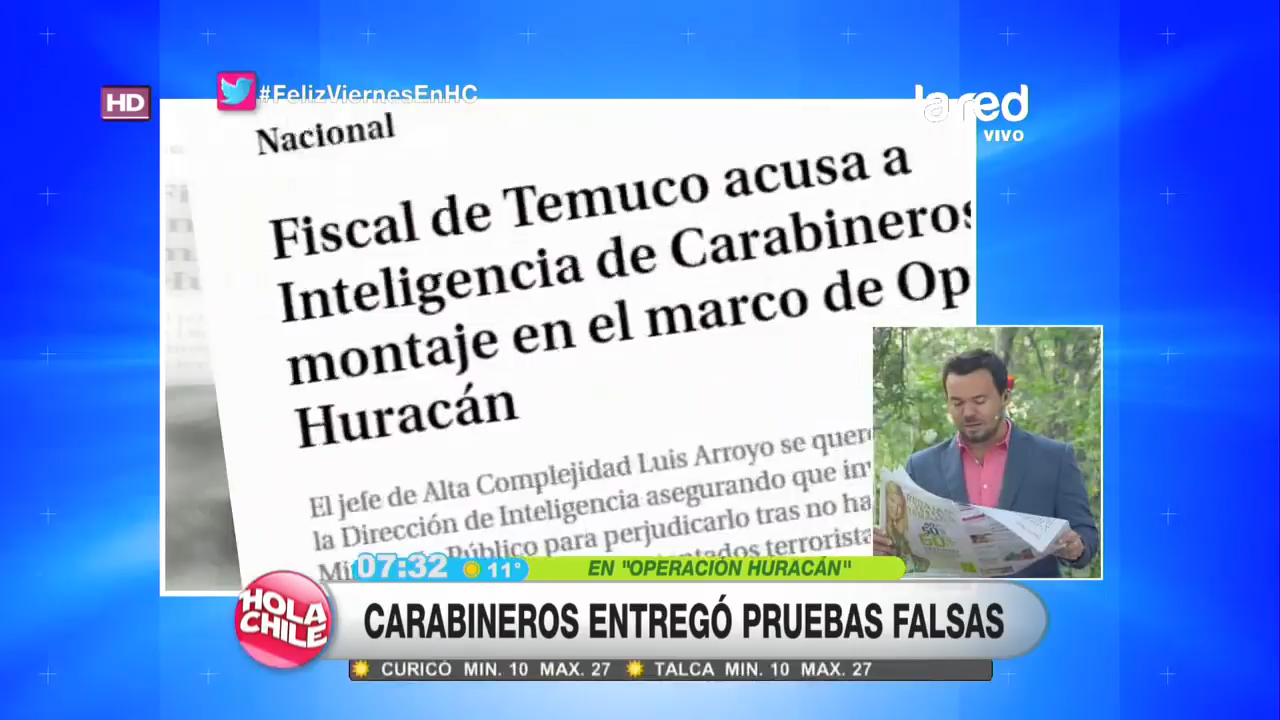 HD
#FelizViernesEnHC
la red
VIVO
Nacional
Fiscal de Temuco acusa a
Inteligencia de Carabineros
montaje en el marco de Op
Huracán
El jefe de Alta Complejidad Luis Arroyo se quere
la Dirección de Inteligencia asegurando que in
Público para perjudicarlo tras no ha
terrorista
07:32 11° EN "OPERACIÓN HURACÁN"
HOLA
CHILE
CARABINEROS ENTREGÓ PRUEBAS FALSAS
CURICÓ MIN. 10 MAX. 27 TALCA MIN. 10 MAX. 27